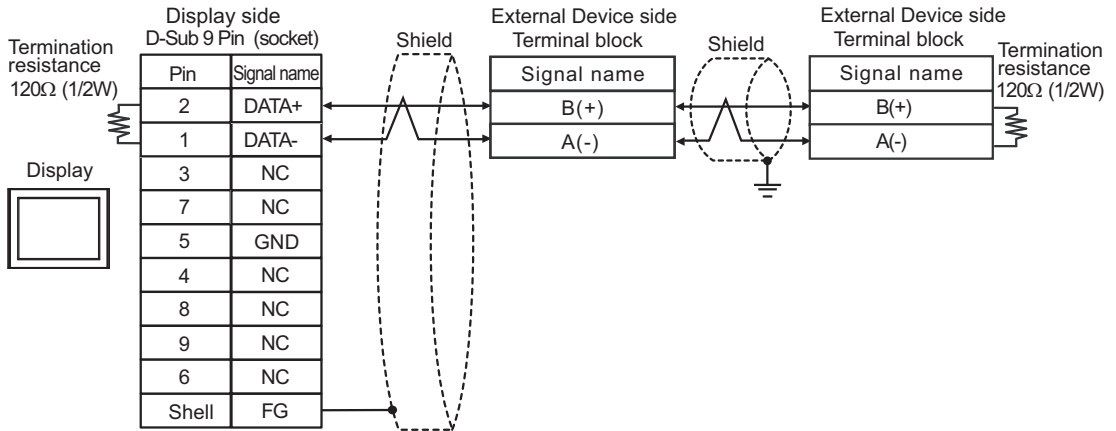 Display side
D-Sub 9 Pin (socket)
Termination
resistance
120Ω (1/2W)
Pin Signal name
2 DATA+
1 DATA-
3 NC
7 NC
5 GND
4 NC
8 NC
9 NC
6 NC
Shell FG
Display
Shield
External Device side
Terminal block
Signal name
B(+)
A(-)
Shield
External Device side
Terminal block
Signal name
B(+)
A(-)
Termination
resistance
120Ω (1/2W)